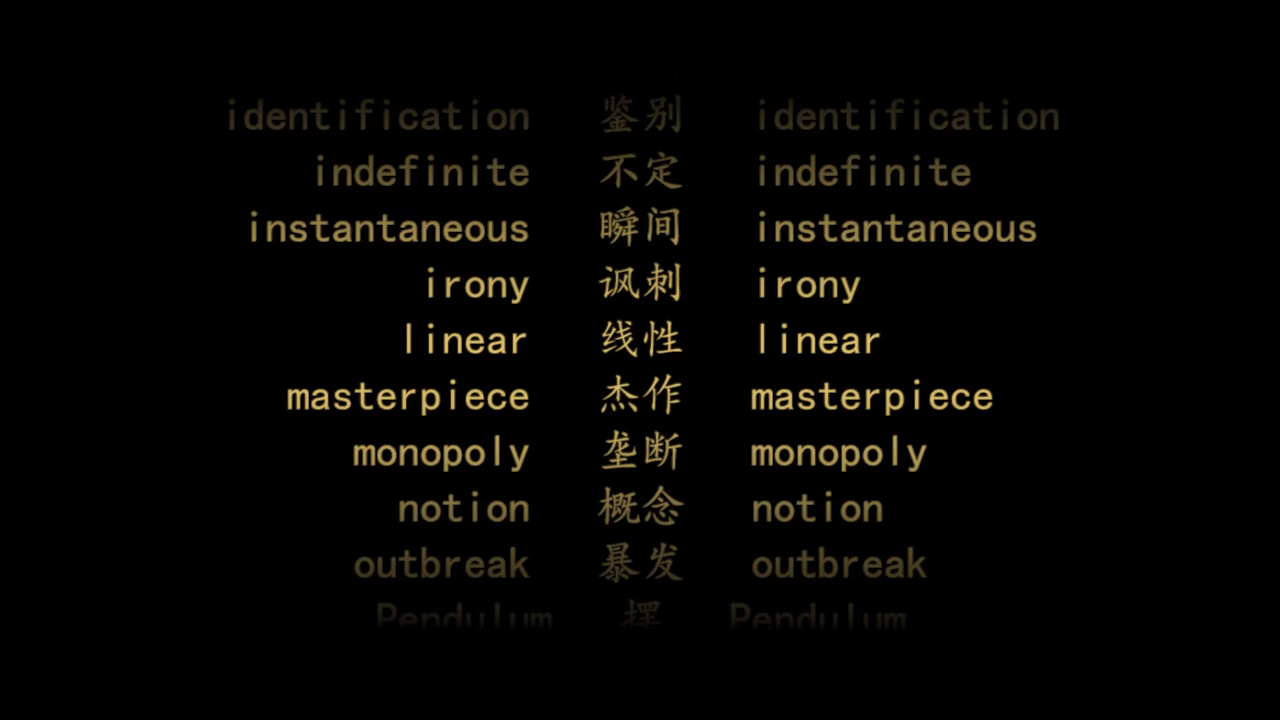 identification 鉴别 identification
indefinite 不定 indefinite
instantaneous 瞬间 instantaneous
irony 讽刺 irony
linear 线性 linear
masterpiece 杰作 masterpiece
monopoly 垄断 monopoly
notion 概念 notion
outbreak 暴发 outbreak
Pendulum 摆 Pendulum